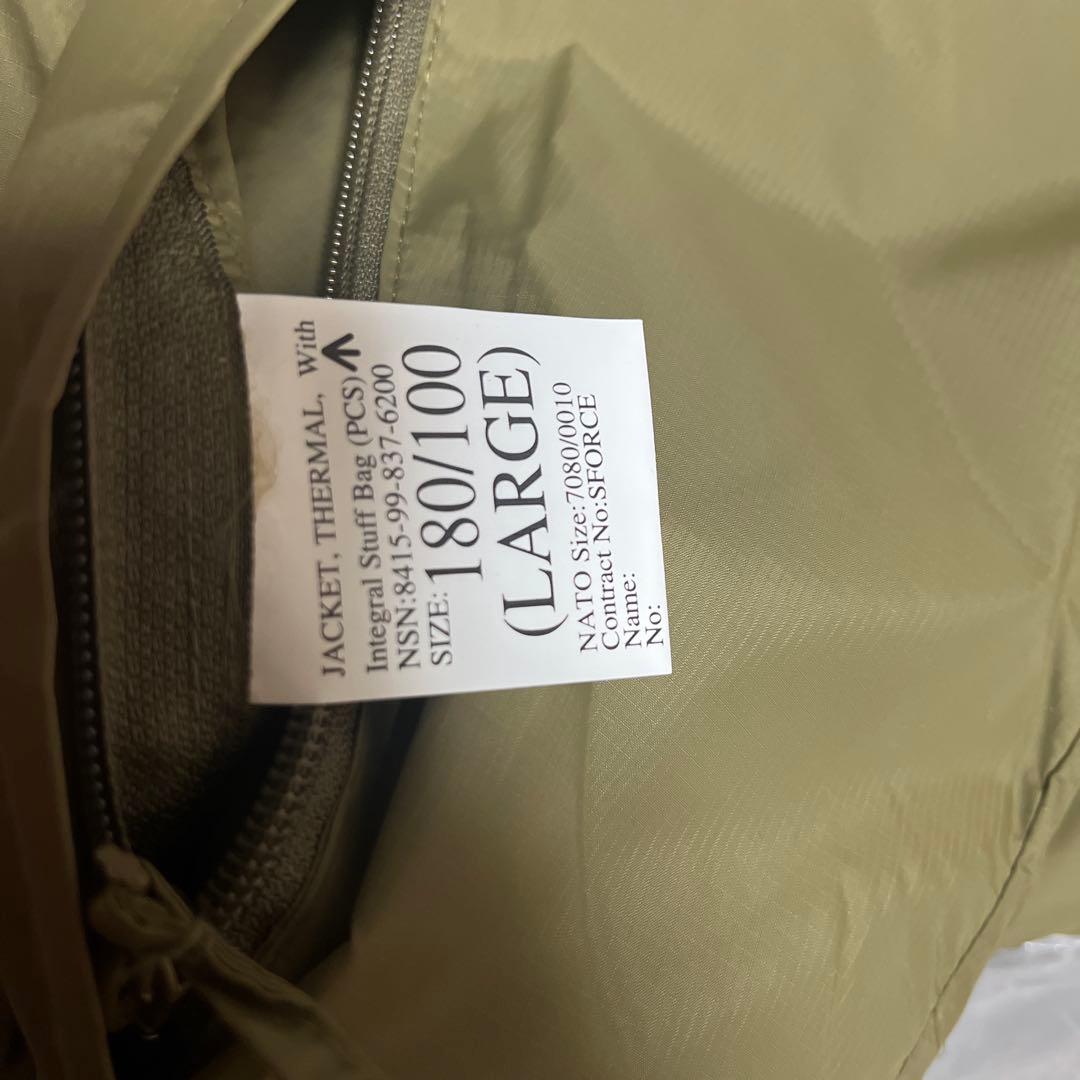 JACKET, THERMAL, With
Integral Stuff Bag (PCS)
NSN:8415-99-837-6200
SIZE: 180/100
(LARGE)
NATO Size:7080/0010
Contract No:SFORCE
Name:
No: